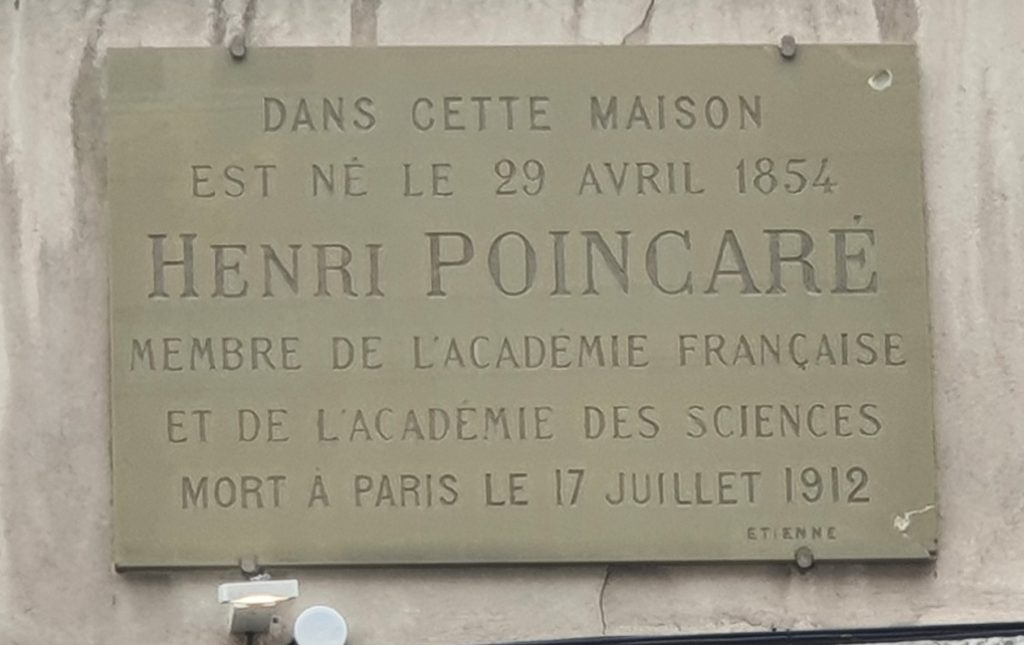 DANS CETTE MAISON
EST NÉ LE 29 AVRIL 1854
HENRI POINCARÉ
MEMBRE DE L'ACADÉMIE FRANÇAISE
ET DE L'ACADÉMIE DES SCIENCES
MORT À PARIS LE 17 JUILLET 1912
ETIENNE